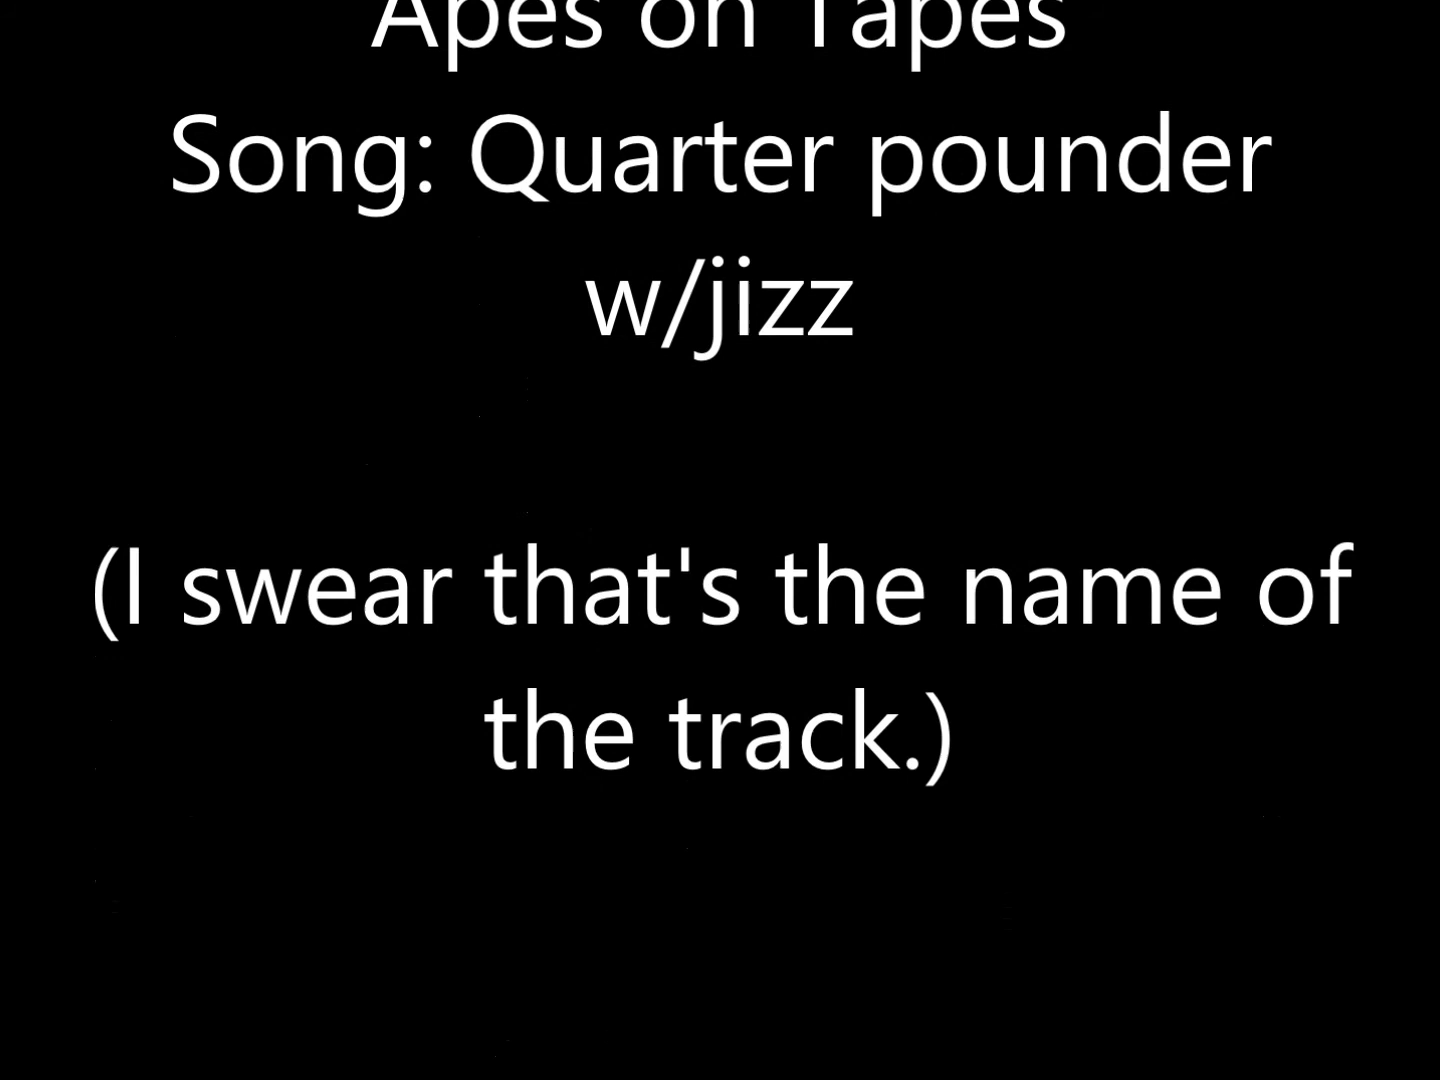 Apes on Tapes
Song: Quarter pounder
w/jizz
(I swear that's the name of
the track.)